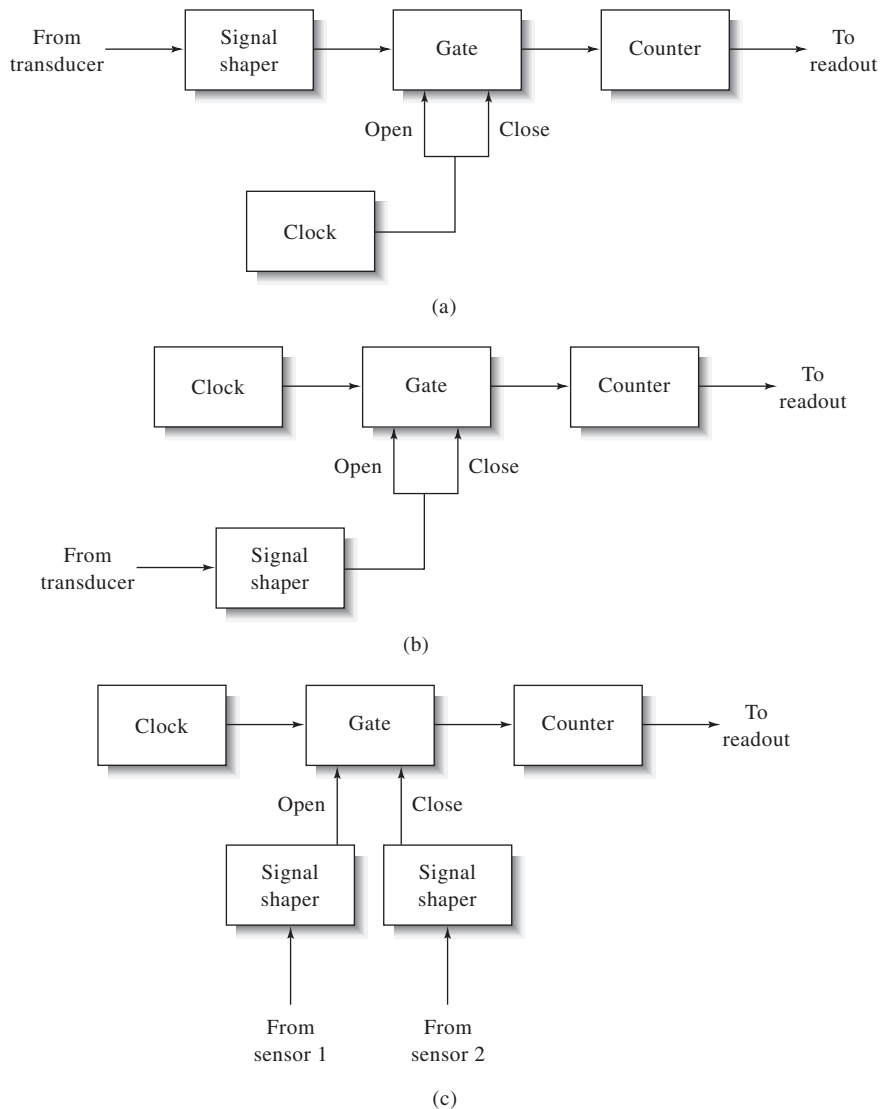 From
transducer
Signal
shaper
Gate
Counter
To
readout
Open
Close
Clock
(a)
Clock
Gate
Counter
To
readout
Open
Close
From
transducer
Signal
shaper
(b)
Clock
Gate
Counter
To
readout
Open
Close
Signal
shaper
Signal
shaper
From
sensor 1
From
sensor 2
(c)